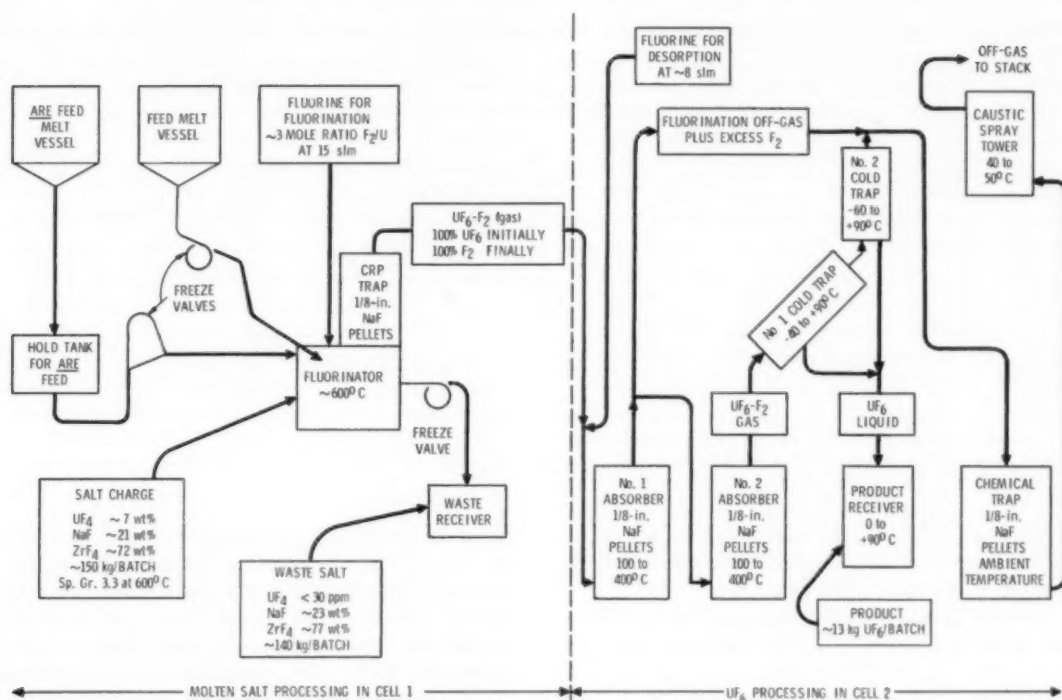 ARE FEED
MELT
VESSEL
FEED MELT
VESSEL
FLUORINE FOR
FLUORINATION
~3 MOLE RATIO F2/U
AT 15 slm
FLUORINE FOR
DESORPTION
AT ~8 slm
OFF-GAS
TO STACK
FLUORINATION OFF-GAS
PLUS EXCESS F2
CAUSTIC
SPRAY
TOWER
40 to
50° C
No. 2
COLD
TRAP
-60 to
+90° C
UF6-F2 (gas)
100% UF6 INITIALLY
100% F2 FINALLY
CRP
TRAP
1/8-in.
NaF
PELLETS
FREEZE
VALVES
No 1 COLD TRAP
-40 to +90° C
HOLD TANK
FOR ARE
FEED
FLUORINATOR
~600° C
FREEZE
VALVE
UF6-F2
GAS
UF6
LIQUID
SALT CHARGE
UF4 ~ 7 wt%
NaF ~ 21 wt%
ZrF4 ~ 72 wt%
~150 kg/BATCH
Sp. Gr. 3.3 at 600° C
WASTE
RECEIVER
WASTE SALT
UF4 < 30 ppm
NaF ~23 wt%
ZrF4 ~77 wt%
~140 kg/BATCH
No. 1
ABSORBER
1/8-in.
NaF
PELLETS
100 to
400° C
No. 2
ABSORBER
1/8-in.
NaF
PELLETS
100 to
400° C
PRODUCT
RECEIVER
0 to
+90° C
CHEMICAL
TRAP
1/8-in.
NaF
PELLETS
AMBIENT
TEMPERATURE
PRODUCT
~13 kg UF6/BATCH
MOLTEN SALT PROCESSING IN CELL 1
UF6 PROCESSING IN CELL 2